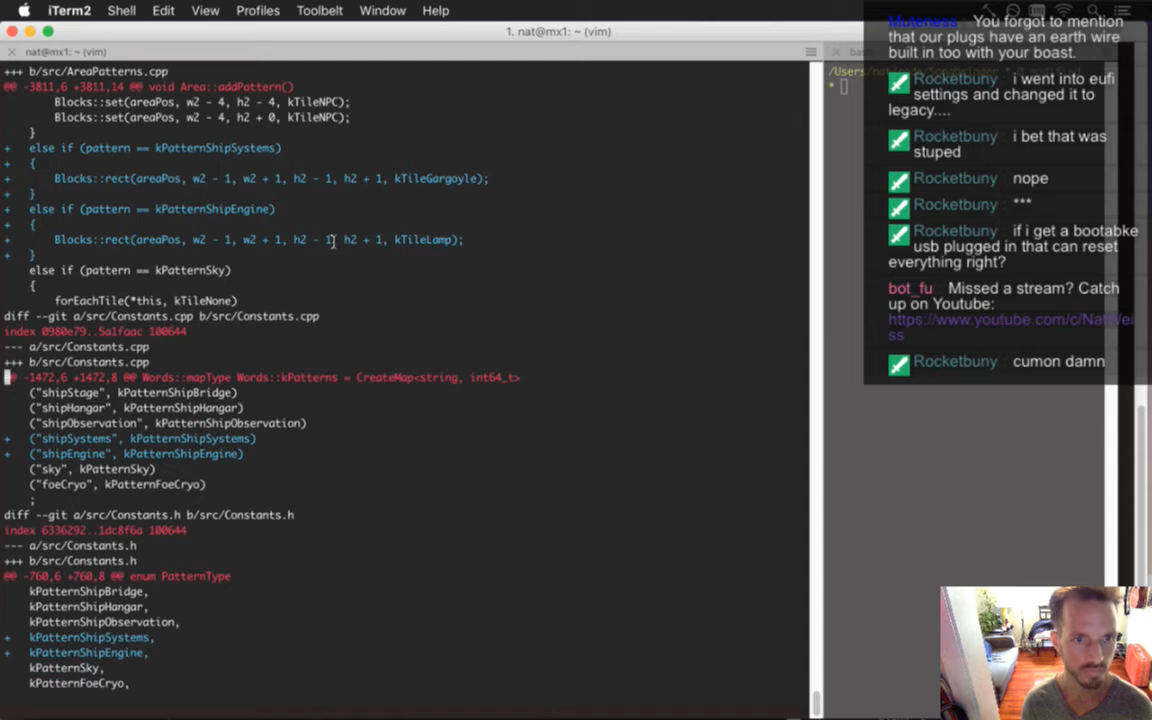 iTerm2 Shell Edit View Profiles Toolbelt Window Help
1. nat@mx1: ~ (vim)
nat@mx1: ~ (vim)
+++ b/src/AreaPatterns.cpp
@@ -3811,6 +3811,14 @@ void Area::addPattern()
Blocks::set(areaPos, w2 - 4, h2 - 4, kTileNPC);
Blocks::set(areaPos, w2 - 4, h2 + 0, kTileNPC);
}
+ else if (pattern == kPatternShipSystems)
+ {
+ Blocks::rect(areaPos, w2 - 1, w2 + 1, h2 - 1, h2 + 1, kTileGargoyle);
+ }
+ else if (pattern == kPatternShipEngine)
+ {
+ Blocks::rect(areaPos, w2 - 1, w2 + 1, h2 - 1, h2 + 1, kTileLamp);
+ }
else if (pattern == kPatternSky)
{
forEachTile(*this, kTileNone)
diff --git a/src/Constants.cpp b/src/Constants.cpp
index 0980e79..5a1faac 100644
--- a/src/Constants.cpp
+++ b/src/Constants.cpp
@@ -1472,6 +1472,8 @@ Words::mapType Words::kPatterns = CreateMap<string, int64_t>
("shipStage", kPatternShipBridge)
("shipHangar", kPatternShipHangar)
("shipObservation", kPatternShipObservation)
+ ("shipSystems", kPatternShipSystems)
+ ("shipEngine", kPatternShipEngine)
("sky", kPatternSky)
("foeCryo", kPatternFoeCryo)
;
diff --git a/src/Constants.h b/src/Constants.h
index 6336292..1dc8f6a 100644
--- a/src/Constants.h
+++ b/src/Constants.h
@@ -760,6 +760,8 @@ enum PatternType
kPatternShipBridge,
kPatternShipHangar,
kPatternShipObservation,
+ kPatternShipSystems,
+ kPatternShipEngine,
kPatternSky,
kPatternFoeCryo,
Muteness You forgot to mention
that our plugs have an earth wire
built in too with your boast.
Rocketbuny i went into eufi
settings and changed it to
legacy....
Rocketbuny i bet that was
stuped
Rocketbuny nope
Rocketbuny ***
Rocketbuny if i get a bootabke
usb plugged in that can reset
everything right?
bot_fu Missed a stream? Catch
up on Youtube:
https://www.youtube.com/c/NatWei
ss
Rocketbuny cumon damn